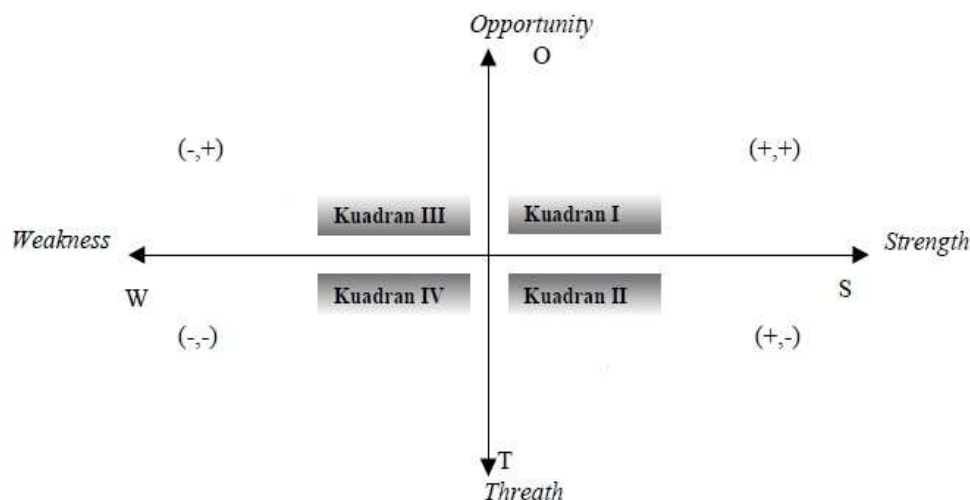 Opportunity
O
(-,+)
(+,+)
Kuadran III
Kuadran I
Weakness
Strength
Kuadran IV
Kuadran II
W
S
(-,-)
(+,-)
T
Threath